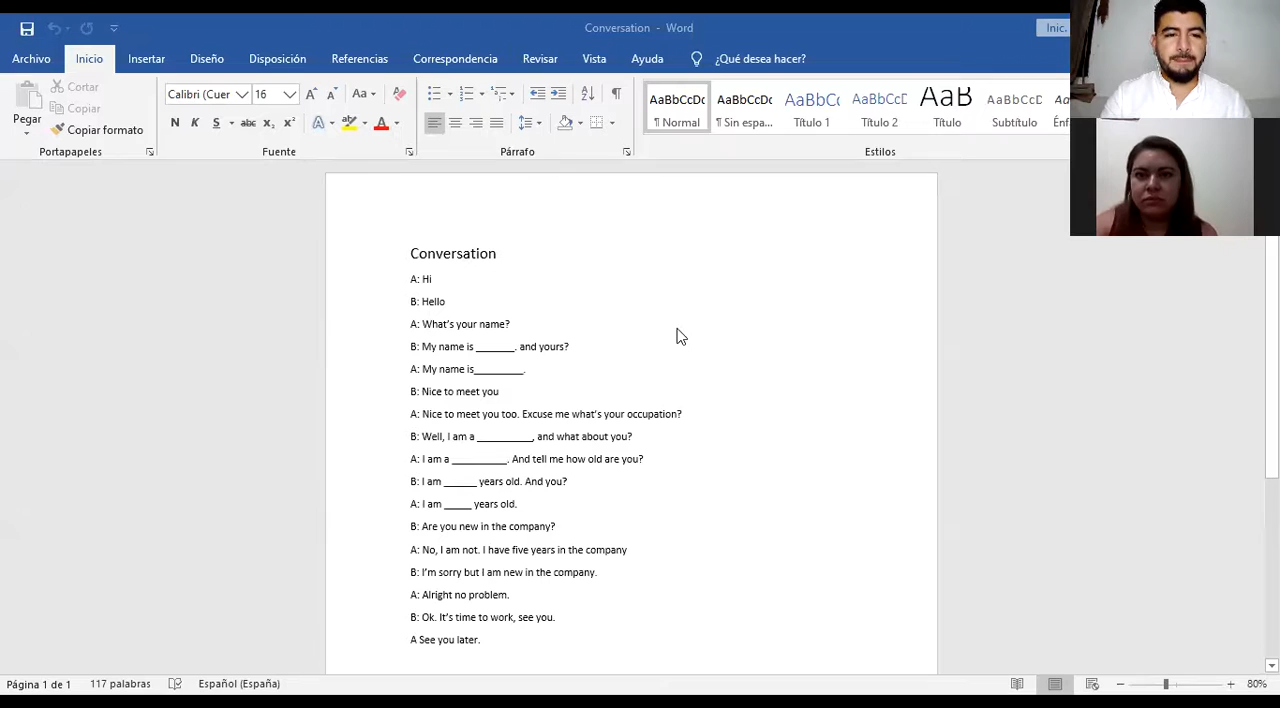 Conversation - Word
Inic.
Archivo Inicio Insertar Diseño Disposición Referencias Correspondencia Revisar Vista Ayuda ¿Qué desea hacer?
Pegar
Cortar
Copiar
Copiar formato
Portapapeles
Calibri (Cuer 16
N K S abc x₂ x²
Fuente
Párrafo
AaBbCcDc
¶ Normal
AaBbCcDc
¶ Sin espa...
AaBbCc
Título 1
AaBbCcD
Título 2
AaB
Título
AaBbCcD
Subtítulo
Estilos
Conversation
A: Hi
B: Hello
A: What's your name?
B: My name is _______. and yours?
A: My name is_________.
B: Nice to meet you
A: Nice to meet you too. Excuse me what's your occupation?
B: Well, I am a __________, and what about you?
A: I am a __________. And tell me how old are you?
B: I am ______ years old. And you?
A: I am _____ years old.
B: Are you new in the company?
A: No, I am not. I have five years in the company
B: I'm sorry but I am new in the company.
A: Alright no problem.
B: Ok. It's time to work, see you.
A See you later.
Página 1 de 1 117 palabras Español (España) 80%